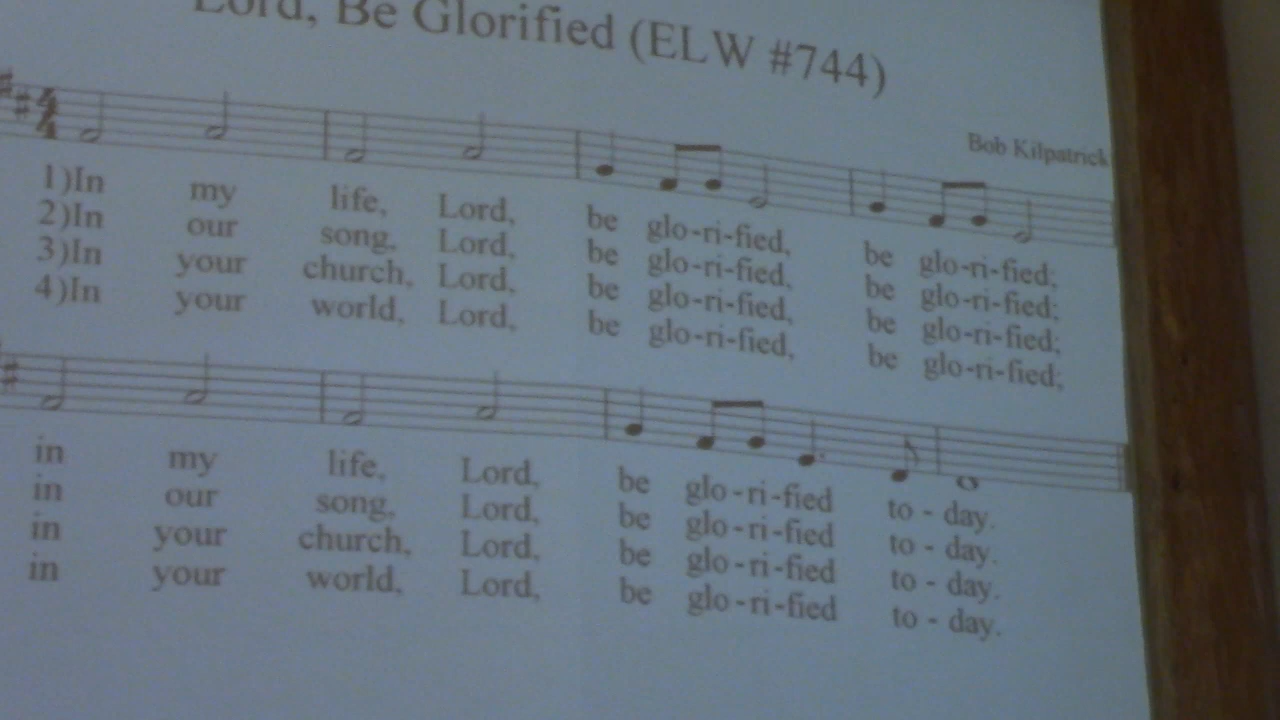 Lord, Be Glorified (ELW #744)
Bob Kilpatrick
4
4
1)In my life, Lord, be glo-ri-fied, be glo-ri-fied;
2)In our song, Lord, be glo-ri-fied, be glo-ri-fied;
3)In your church, Lord, be glo-ri-fied, be glo-ri-fied;
4)In your world, Lord, be glo-ri-fied, be glo-ri-fied;
in my life, Lord, be glo-ri-fied to-day.
in our song, Lord, be glo-ri-fied to-day.
in your church, Lord, be glo-ri-fied to-day.
in your world, Lord, be glo-ri-fied to-day.